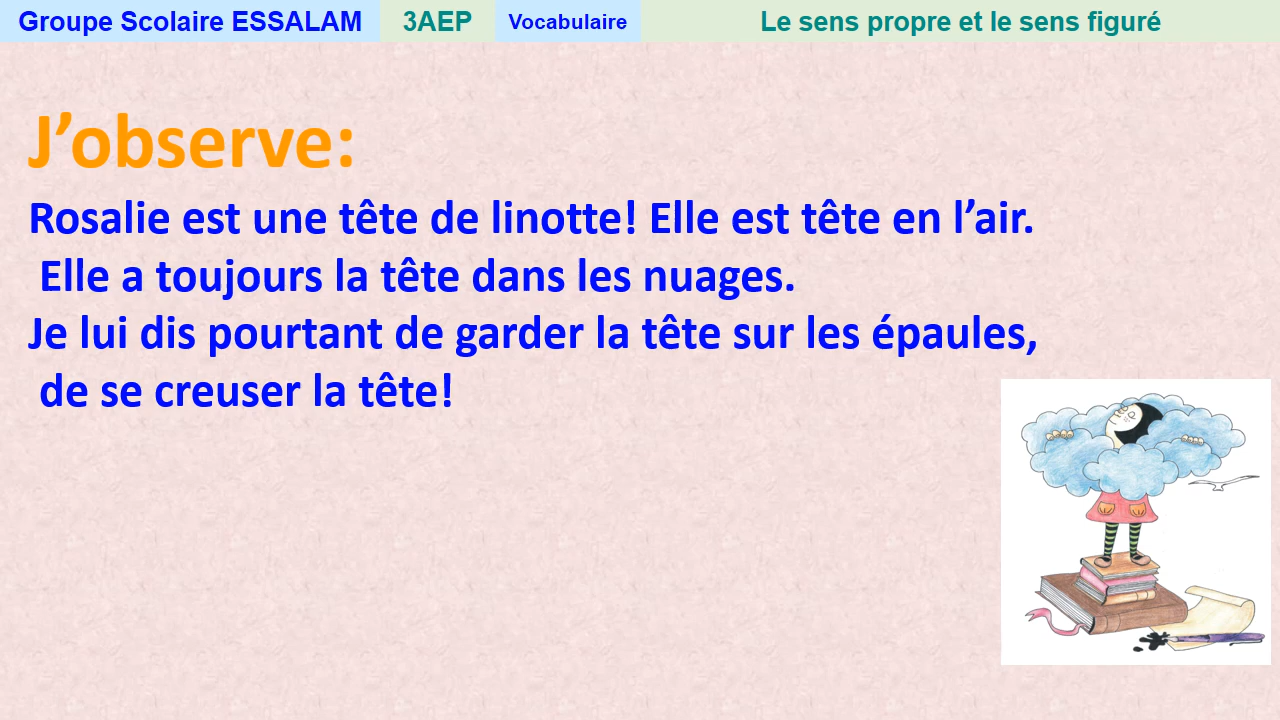 Groupe Scolaire ESSALAM 3AEP Vocabulaire Le sens propre et le sens figuré
J’observe:
Rosalie est une tête de linotte! Elle est tête en l’air.
Elle a toujours la tête dans les nuages.
Je lui dis pourtant de garder la tête sur les épaules,
de se creuser la tête!